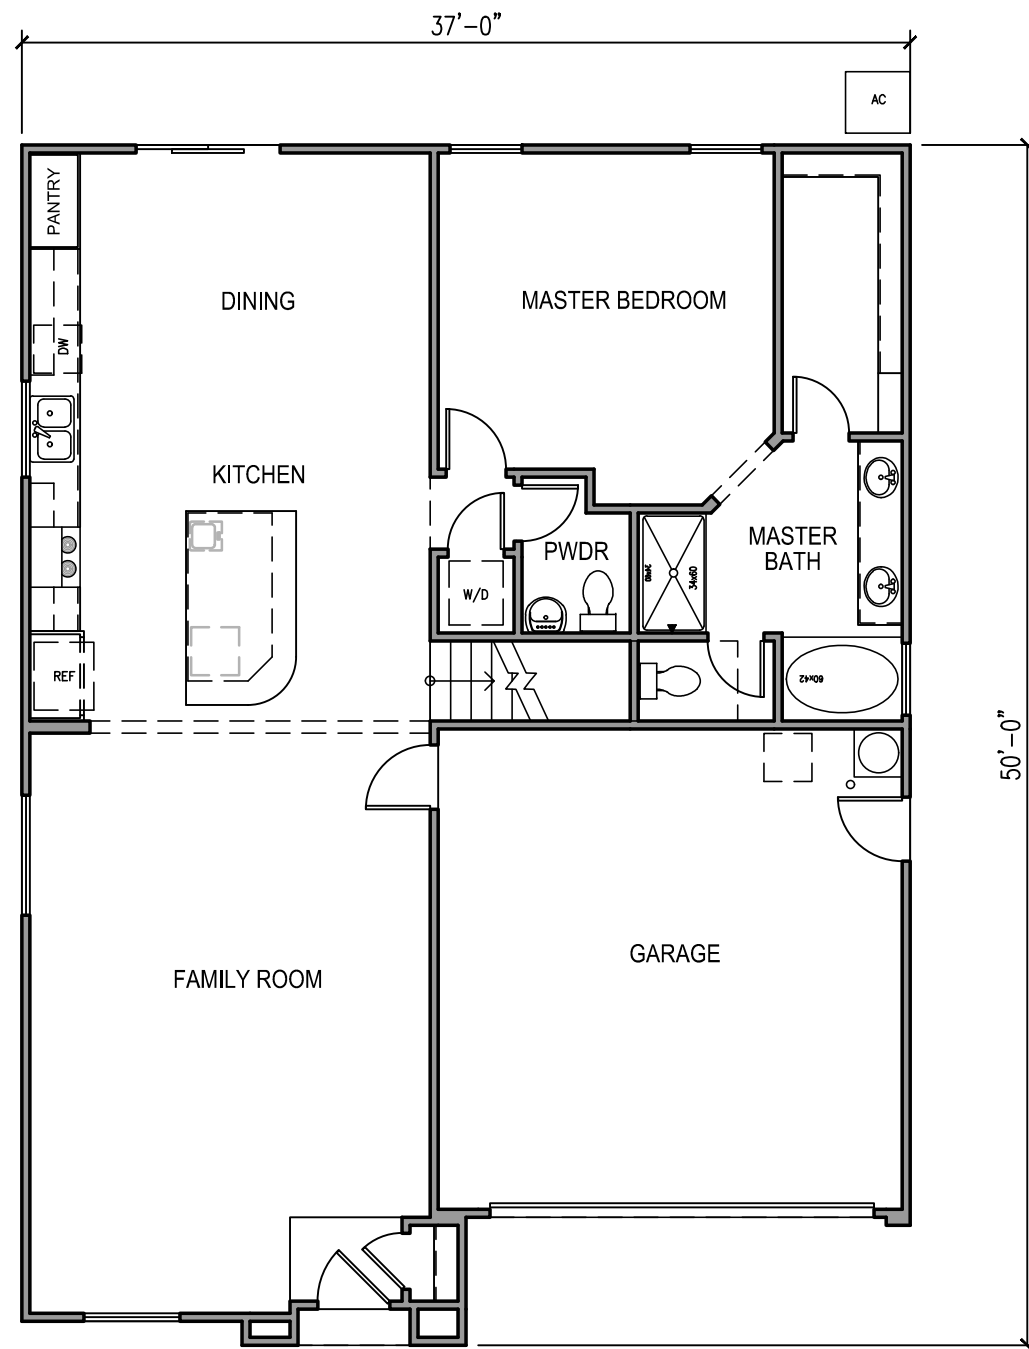 37'-0"
AC
PANTRY
DINING
MASTER BEDROOM
DW
KITCHEN
MASTER
BATH
PWDR
34x60
W/D
REF
60x42
50'-0"
GARAGE
FAMILY ROOM